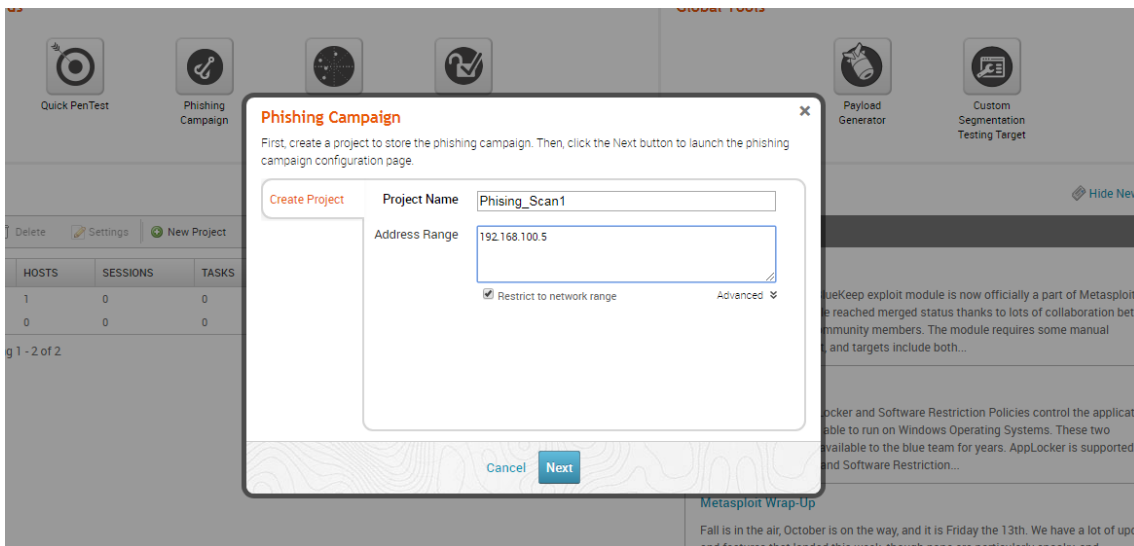 Global Tools
Quick PenTest
Phishing
Campaign
Payload
Generator
Custom
Segmentation
Testing Target
Phishing Campaign
First, create a project to store the phishing campaign. Then, click the Next button to launch the phishing
campaign configuration page.
Create Project
Project Name
Phising_Scan1
Address Range
192.168.100.5
Restrict to network range
Advanced
Cancel
Next
Hide New
Delete
Settings
New Project
HOSTS
SESSIONS
TASKS
1
0
0
0
0
0
g 1 - 2 of 2
lueKeep exploit module is now officially a part of Metasploit
e reached merged status thanks to lots of collaboration bet
mmunity members. The module requires some manual
t, and targets include both...
ocker and Software Restriction Policies control the applicat
able to run on Windows Operating Systems. These two
available to the blue team for years. AppLocker is supported
and Software Restriction...
Metasploit Wrap-Up
Fall is in the air, October is on the way, and it is Friday the 13th. We have a lot of upd